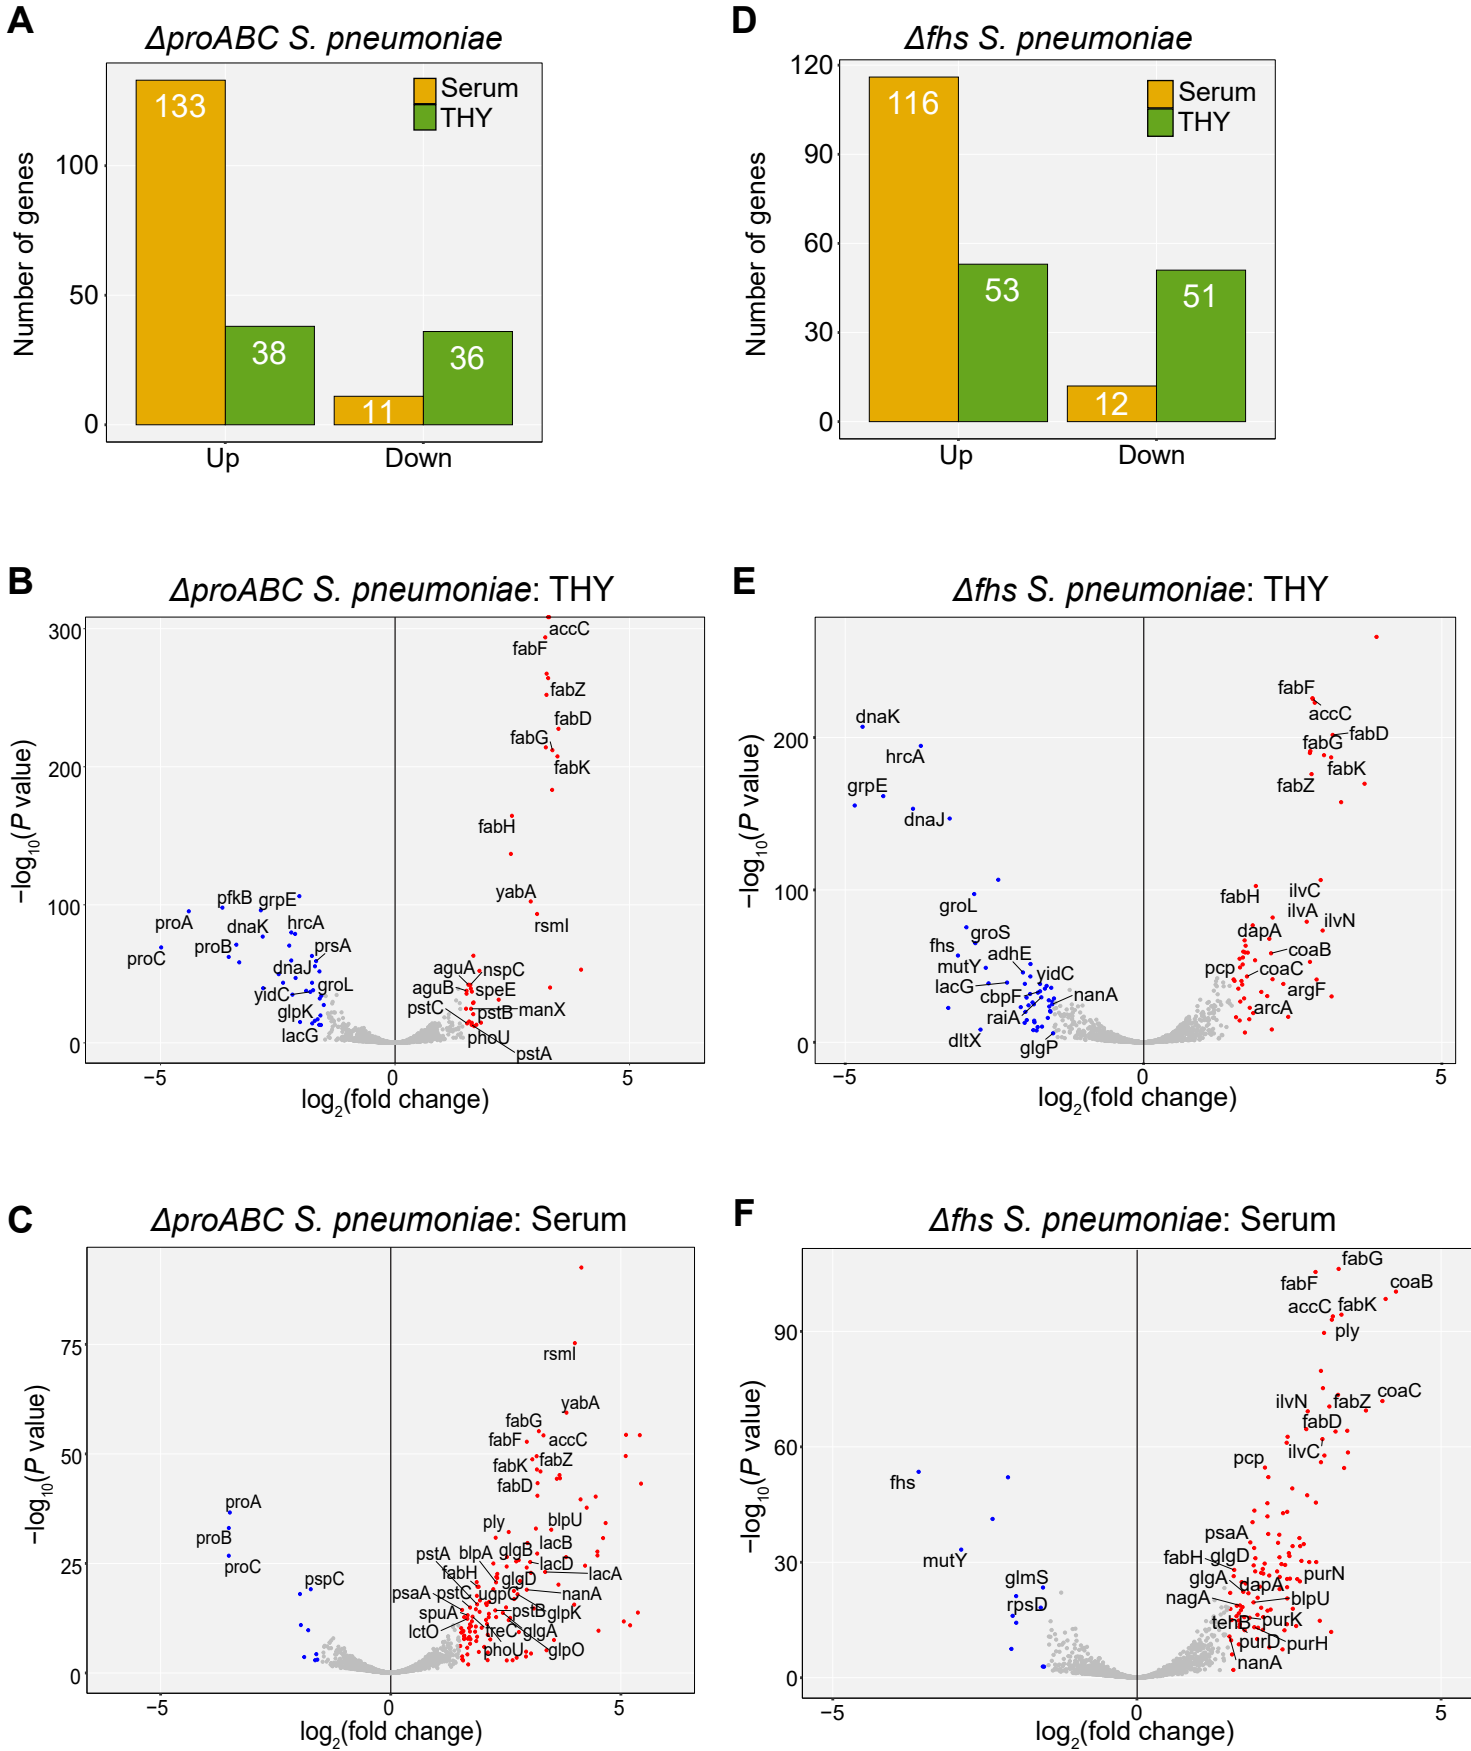 A
ΔproABC S. pneumoniae
Number of genes
100
50
0
133
38
11
36
Serum
THY
Up
Down
D
Δfhs S. pneumoniae
Number of genes
120
90
60
30
0
116
53
12
51
Serum
THY
Up
Down
B
ΔproABC S. pneumoniae: THY
−log10(P value)
300
200
100
0
accC
fabF
fabZ
fabD
fabG
fabK
fabH
yabA
rsmI
pfkB
grpE
proA
dnaK
hrcA
proB
prsA
proC
dnaJ
yidC
groL
glpK
lacG
aguA
nspC
aguB
speE
pstC
pstB
manX
phoU
pstA
−5
0
5
log2(fold change)
E
Δfhs S. pneumoniae: THY
−log10(P value)
200
100
0
dnaK
hrcA
grpE
dnaJ
groL
groS
fhs
adhE
mutY
yidC
lacG
cbpF
nanA
raiA
dltX
glgP
fabF
accC
fabD
fabG
fabK
fabZ
fabH
ilvC
ilvA
ilvN
dapA
coaB
pcp
coaC
argF
arcA
−5
0
5
log2(fold change)
C
ΔproABC S. pneumoniae: Serum
−log10(P value)
75
50
25
0
rsmI
yabA
fabG
fabF
accC
fabK
fabZ
fabD
proA
proB
proC
pspC
ply
blpU
pstA
blpA
glgB
lacB
lacD
fabH
glgD
lacA
psaA
pstC
ugpC
nanA
spuA
pstB
glpK
lctO
treC
glgA
phoU
glpO
−5
0
5
log2(fold change)
F
Δfhs S. pneumoniae: Serum
−log10(P value)
90
60
30
0
fabG
fabF
coaB
accC
fabK
ply
ilvN
fabZ
coaC
fabD
ilvC
pcp
fhs
mutY
glmS
rpsD
psaA
fabH
glgD
glgA
dapA
purN
nagA
blpU
tehB
purK
purD
purH
nanA
−5
0
5
log2(fold change)